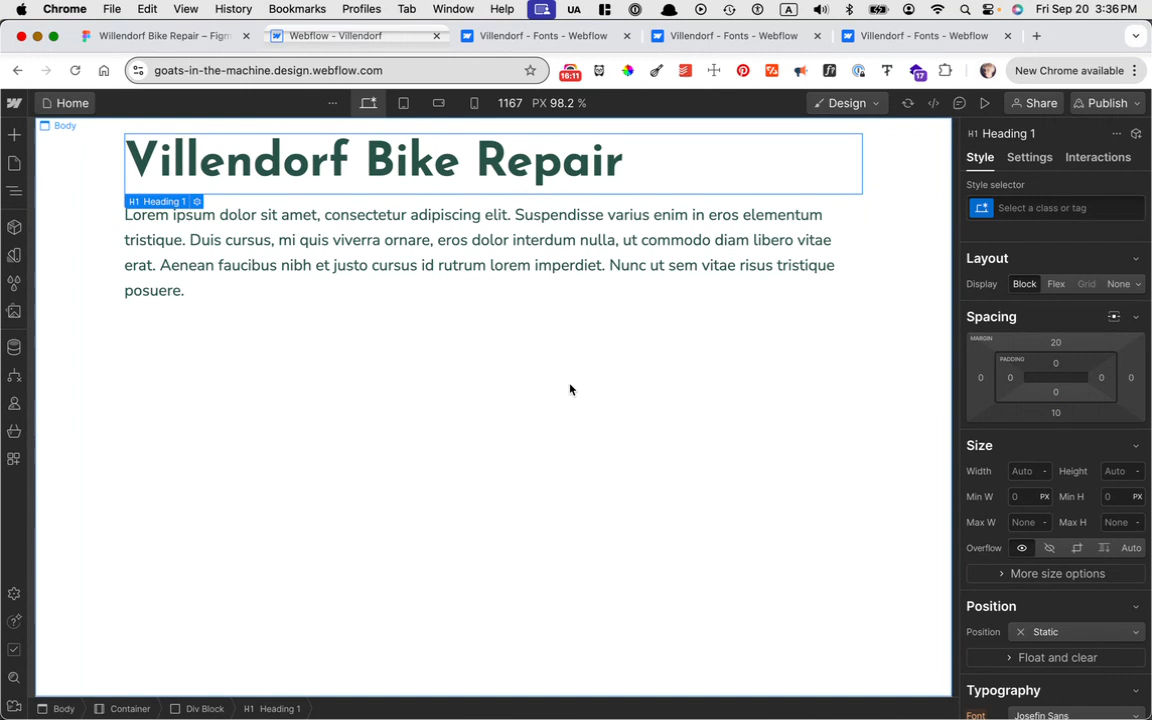 Chrome File Edit View History Bookmarks Profiles Tab Window Help UA A Fri Sep 20 3:36 PM
Villendorf Bike Repair – Figm
Webflow - Villendorf
Villendorf - Fonts - Webflow
Villendorf - Fonts - Webflow
Villendorf - Fonts - Webflow
goats-in-the-machine.design.webflow.com
16:11
17
New Chrome available
Home
1167 PX 98.2 %
Design
Share
Publish
Body
Villendorf Bike Repair
H1 Heading 1
Lorem ipsum dolor sit amet, consectetur adipiscing elit. Suspendisse varius enim in eros elementum
tristique. Duis cursus, mi quis viverra ornare, eros dolor interdum nulla, ut commodo diam libero vitae
erat. Aenean faucibus nibh et justo cursus id rutrum lorem imperdiet. Nunc ut sem vitae risus tristique
posuere.
H1 Heading 1
Style Settings Interactions
Style selector
Select a class or tag
Layout
Display Block Flex Grid None
Spacing
MARGIN
20
PADDING
0
0 0 0 0
0
10
Size
Width Auto - Height Auto -
Min W 0 PX Min H 0 PX
Max W None - Max H None -
Overflow Auto
More size options
Position
Position Static
Float and clear
Typography
Font Josefin Sans
Body Container Div Block H1 Heading 1